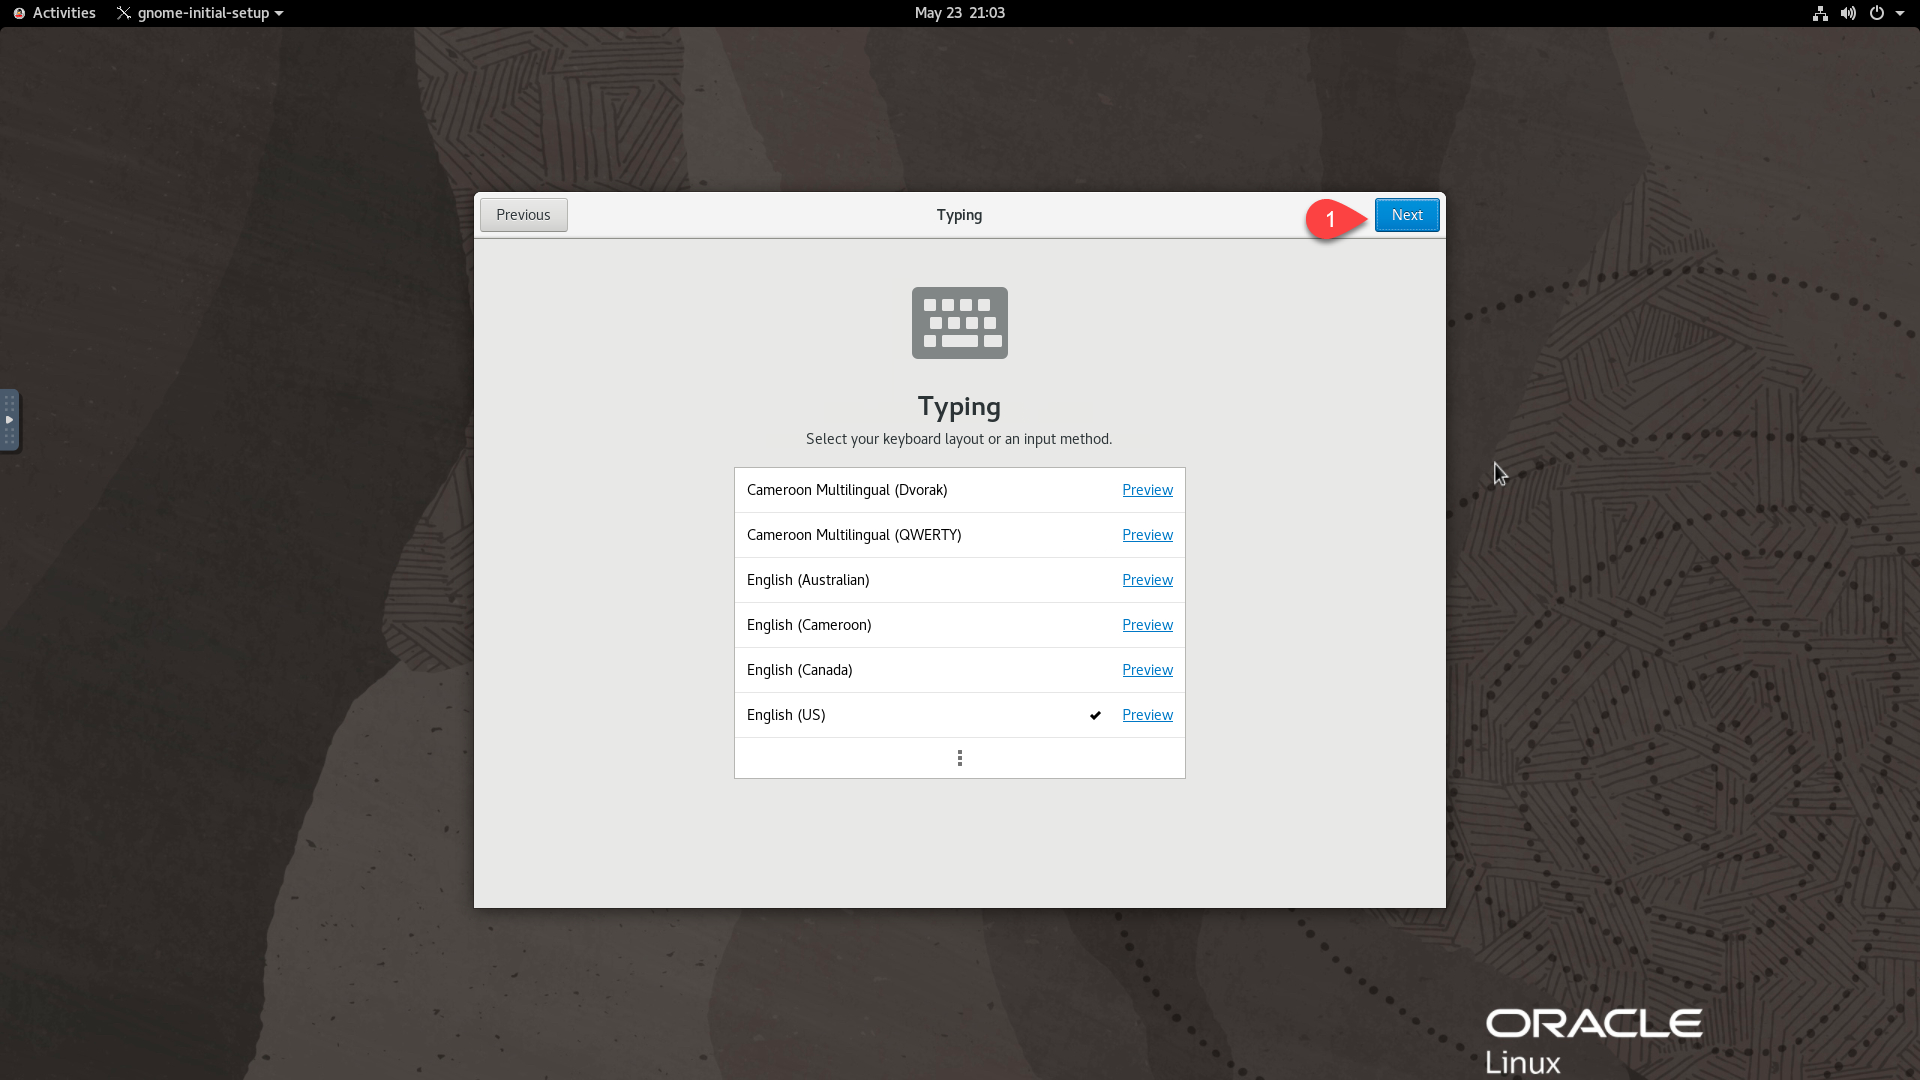 Activities
gnome-initial-setup
May 23 21:03
Previous
Typing
1
Next
Typing
Select your keyboard layout or an input method.
Cameroon Multilingual (Dvorak) Preview
Cameroon Multilingual (QWERTY) Preview
English (Australian) Preview
English (Cameroon) Preview
English (Canada) Preview
English (US) Preview
ORACLE
Linux